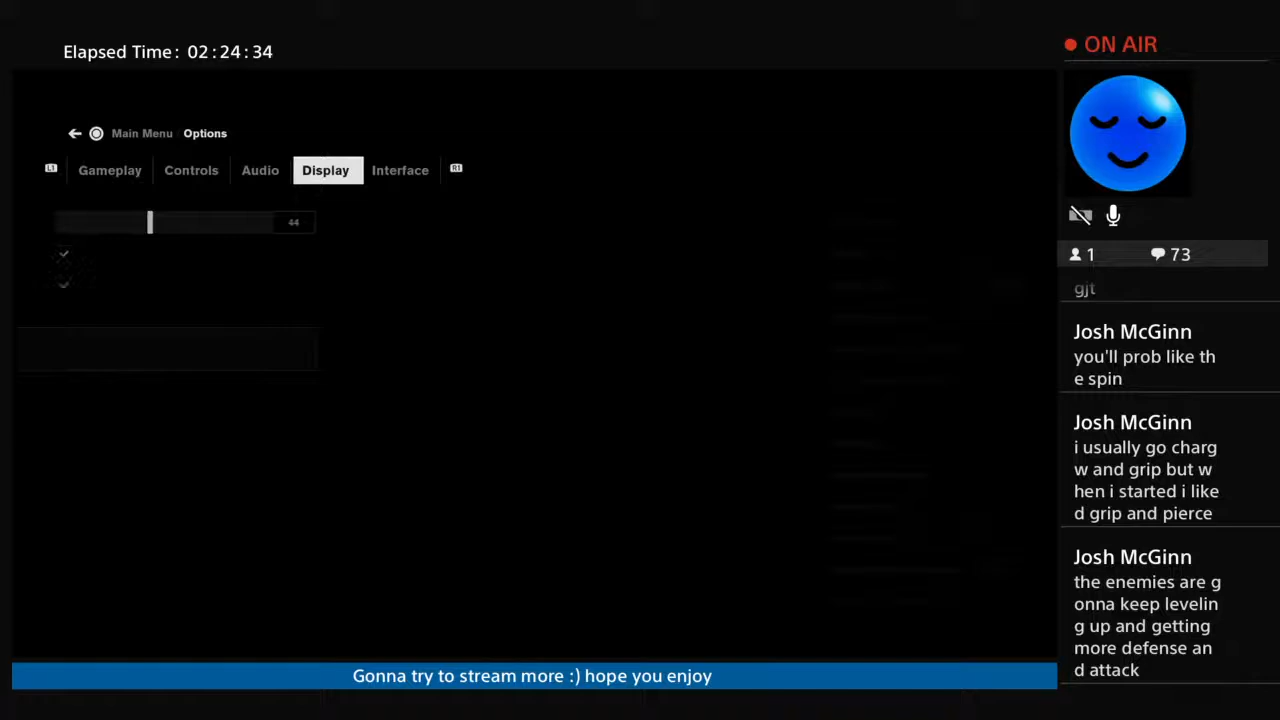 Elapsed Time: 02:24:34
ON AIR
Main Menu Options
L1 Gameplay Controls Audio Display Interface R1
44
1 73
gjt
Josh McGinn
you'll prob like th
e spin
Josh McGinn
i usually go charg
w and grip but w
hen i started i like
d grip and pierce
Josh McGinn
the enemies are g
onna keep levelin
g up and getting
more defense an
d attack
Gonna try to stream more :) hope you enjoy